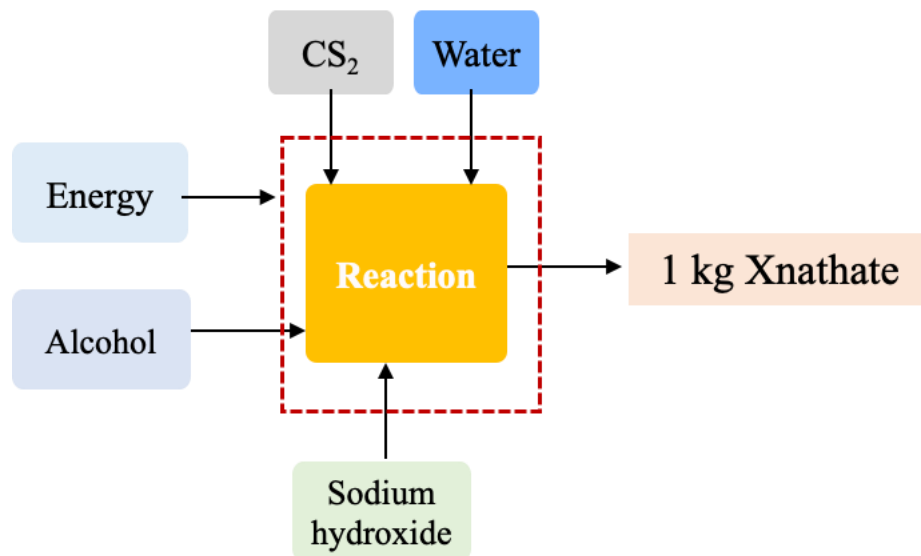 CS₂
Water
Energy
Reaction
1 kg Xnathate
Alcohol
Sodium
hydroxide